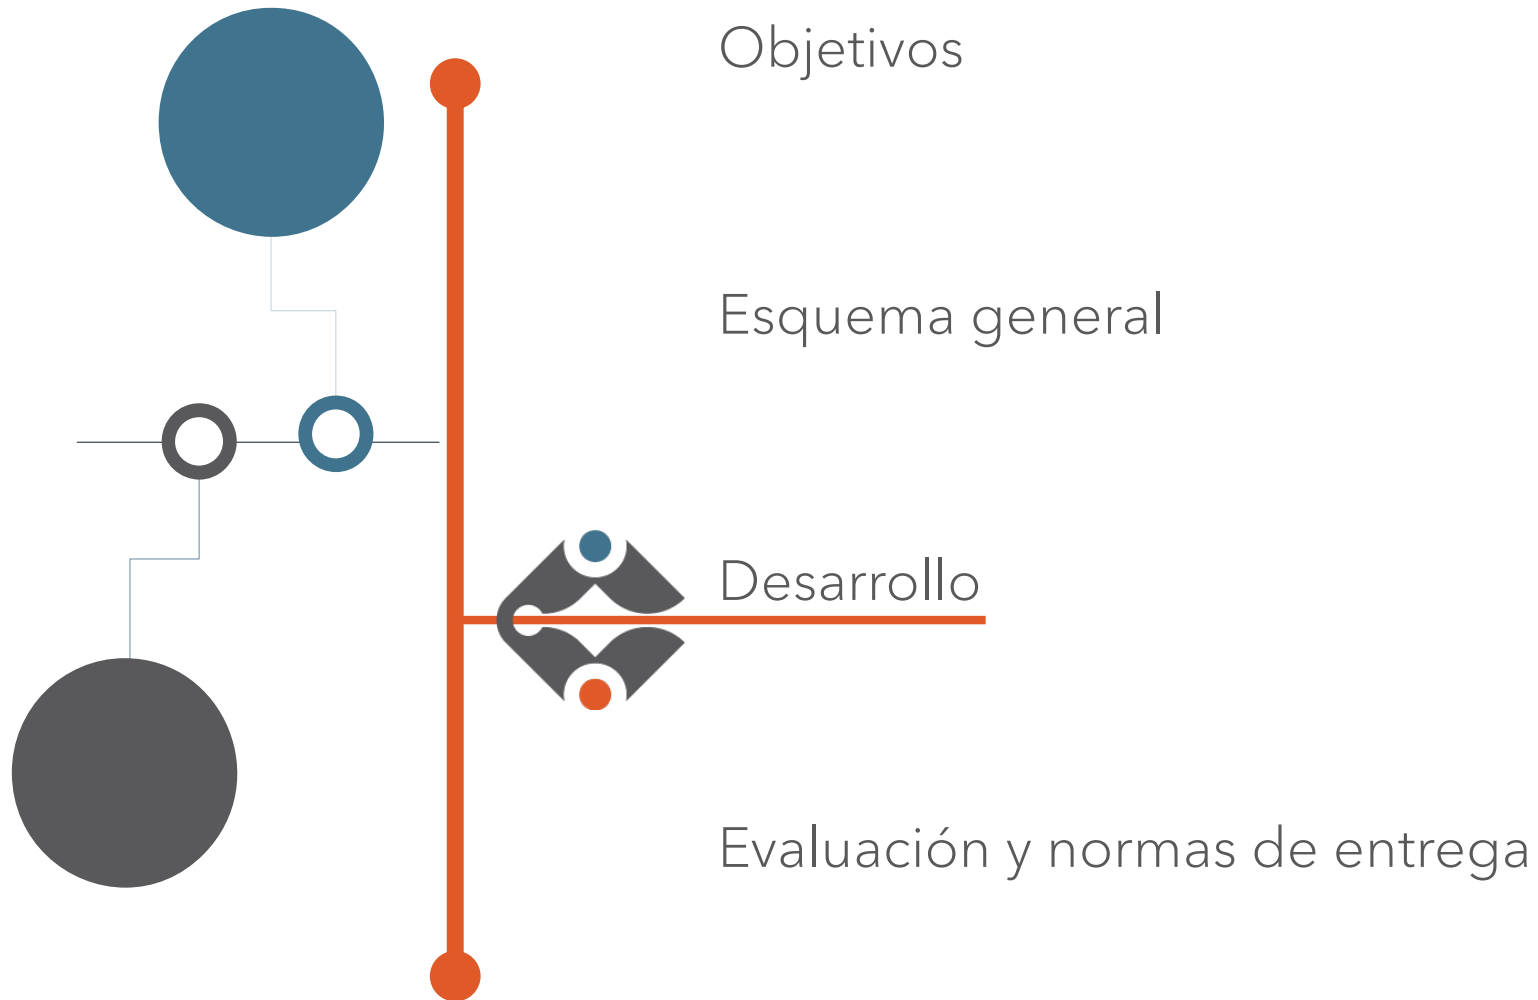 Objetivos
Esquema general
Desarrollo
Evaluación y normas de entrega